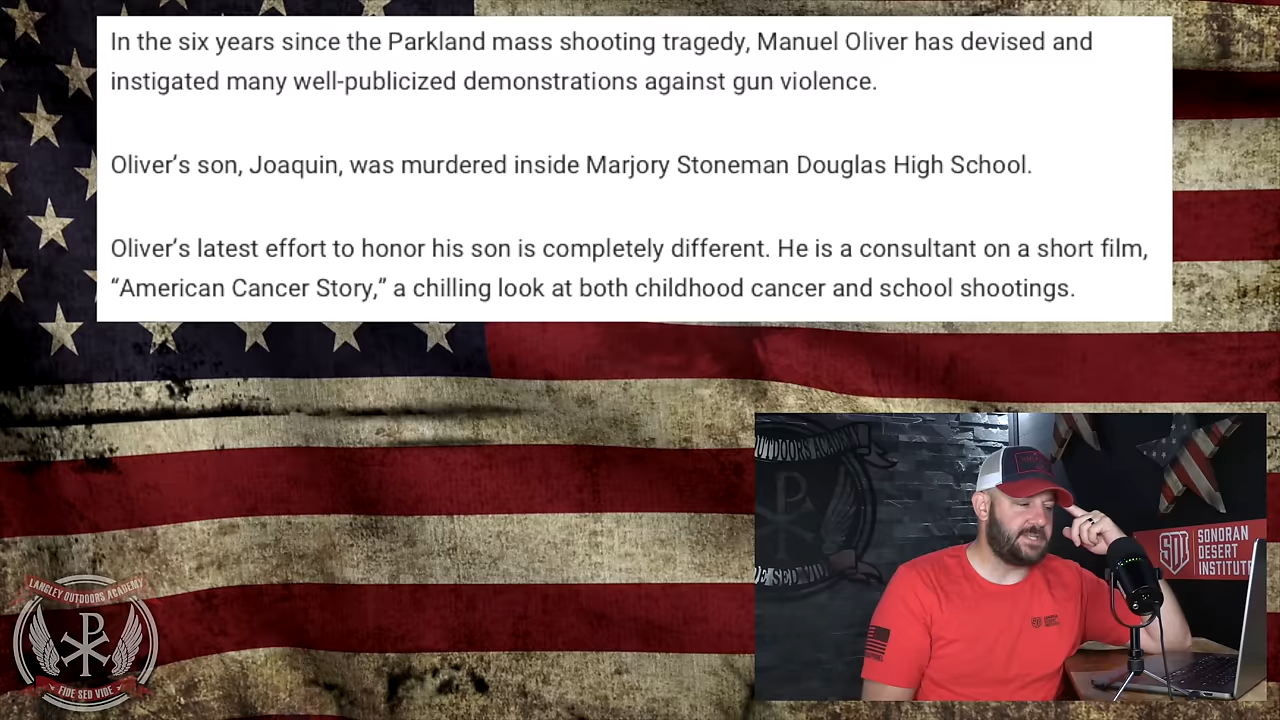 In the six years since the Parkland mass shooting tragedy, Manuel Oliver has devised and
instigated many well-publicized demonstrations against gun violence.
Oliver’s son, Joaquin, was murdered inside Marjory Stoneman Douglas High School.
Oliver’s latest effort to honor his son is completely different. He is a consultant on a short film,
“American Cancer Story,” a chilling look at both childhood cancer and school shootings.
OUTDOORS
SDI
SONORAN
DESERT
INSTITUTE
LANGLEY OUTDOORS ACADEMY
FIDE SED VIDE